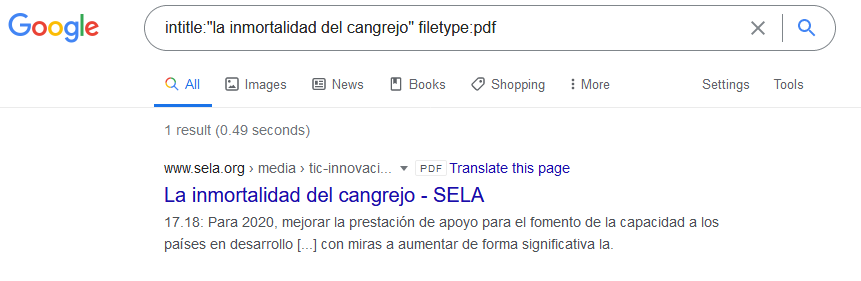 Google
intitle:"la inmortalidad del cangrejo" filetype:pdf
All Images News Books Shopping More Settings Tools
1 result (0.49 seconds)
www.sela.org › media › tic-innovaci... PDF Translate this page
La inmortalidad del cangrejo - SELA
17.18: Para 2020, mejorar la prestación de apoyo para el fomento de la capacidad a los
países en desarrollo [...] con miras a aumentar de forma significativa la.